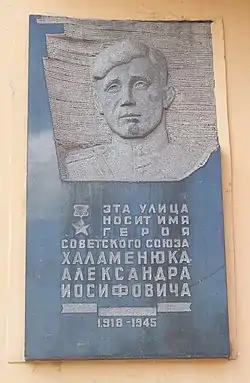 ЭТА УЛИЦА
НОСИТ ИМЯ
ГЕРОЯ
СОВЕТСКОГО СОЮЗА
ХАЛАМЕНЮКА
АЛЕКСАНДРА
ИОСИФОВИЧА
1918-1945